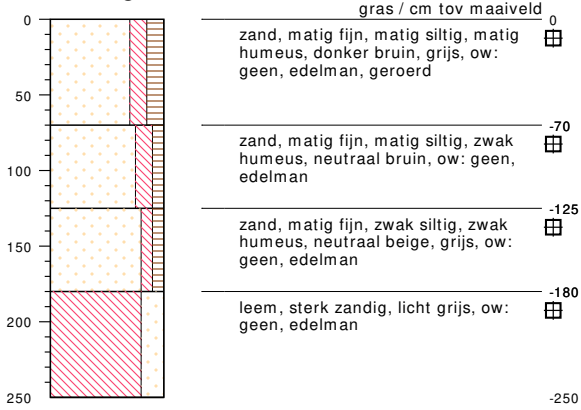 gras / cm tov maaiveld
0
0
zand, matig fijn, matig siltig, matig
humeus, donker bruin, grijs, ow:
geen, edelman, geroerd
50
-70
zand, matig fijn, matig siltig, zwak
humeus, neutraal bruin, ow: geen,
edelman
100
-125
zand, matig fijn, zwak siltig, zwak
humeus, neutraal beige, grijs, ow:
geen, edelman
150
-180
leem, sterk zandig, licht grijs, ow:
geen, edelman
200
250
-250